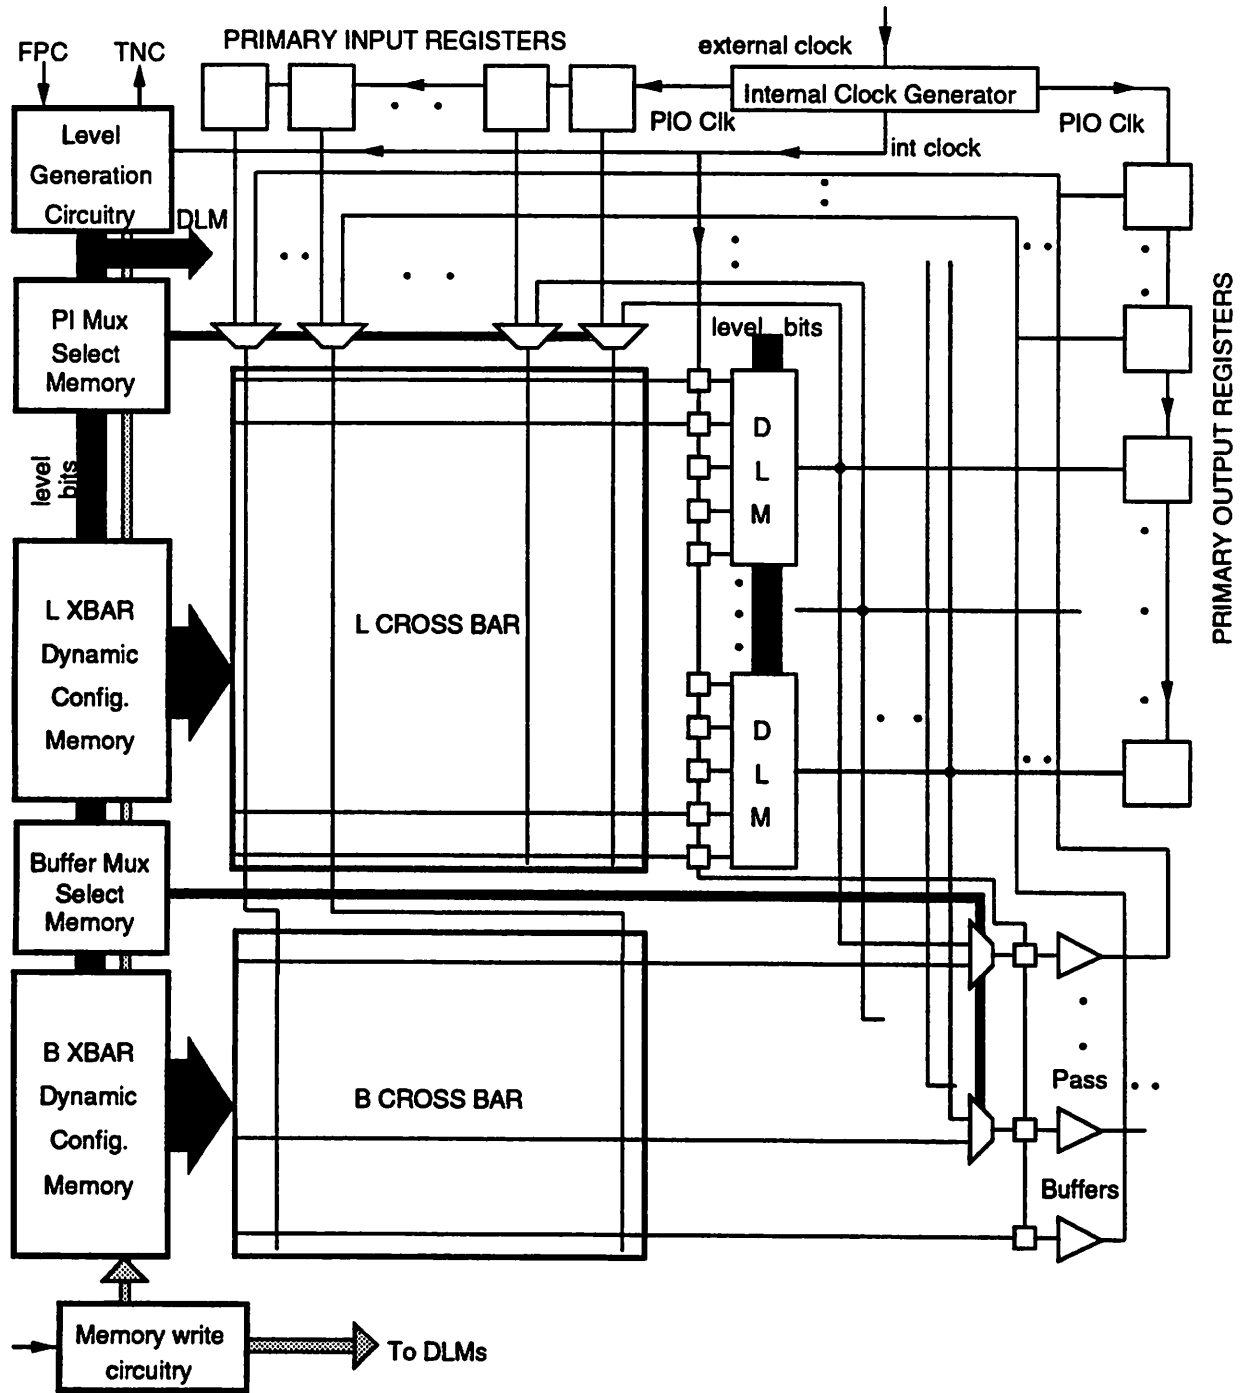 PRIMARY INPUT REGISTERS
external clock
FPC
TNC
Internal Clock Generator
PIO Clk
PIO Clk
int clock
Level
Generation
Circuitry
DLM
PI Mux
Select
Memory
level bits
level
bits
D
L
M
PRIMARY OUTPUT REGISTERS
L XBAR
Dynamic
Config.
Memory
L CROSS BAR
D
L
M
Buffer Mux
Select
Memory
B XBAR
Dynamic
Config.
Memory
B CROSS BAR
Pass
Buffers
Memory write
circuitry
To DLMs